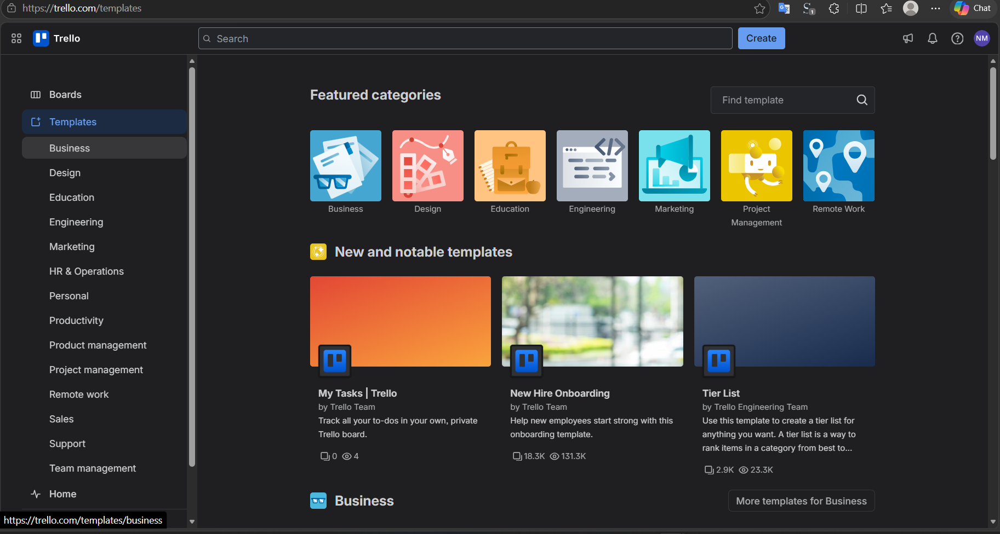 https://trello.com/templates
1
Chat
Trello
Search
Create
NM
Boards
Templates
Business
Design
Education
Engineering
Marketing
HR & Operations
Personal
Productivity
Product management
Project management
Remote work
Sales
Support
Team management
Home
https://trello.com/templates/business
Featured categories
Find template
Business
Design
Education
Engineering
Marketing
Project
Management
Remote Work
New and notable templates
My Tasks | Trello
by Trello Team
Track all your to-dos in your own, private
Trello board.
0 4
New Hire Onboarding
by Trello Team
Help new employees start strong with this
onboarding template.
18.3K 131.3K
Tier List
by Trello Engineering Team
Use this template to create a tier list for
anything you want. A tier list is a way to
rank items in a category from best to...
2.9K 23.3K
Business
More templates for Business